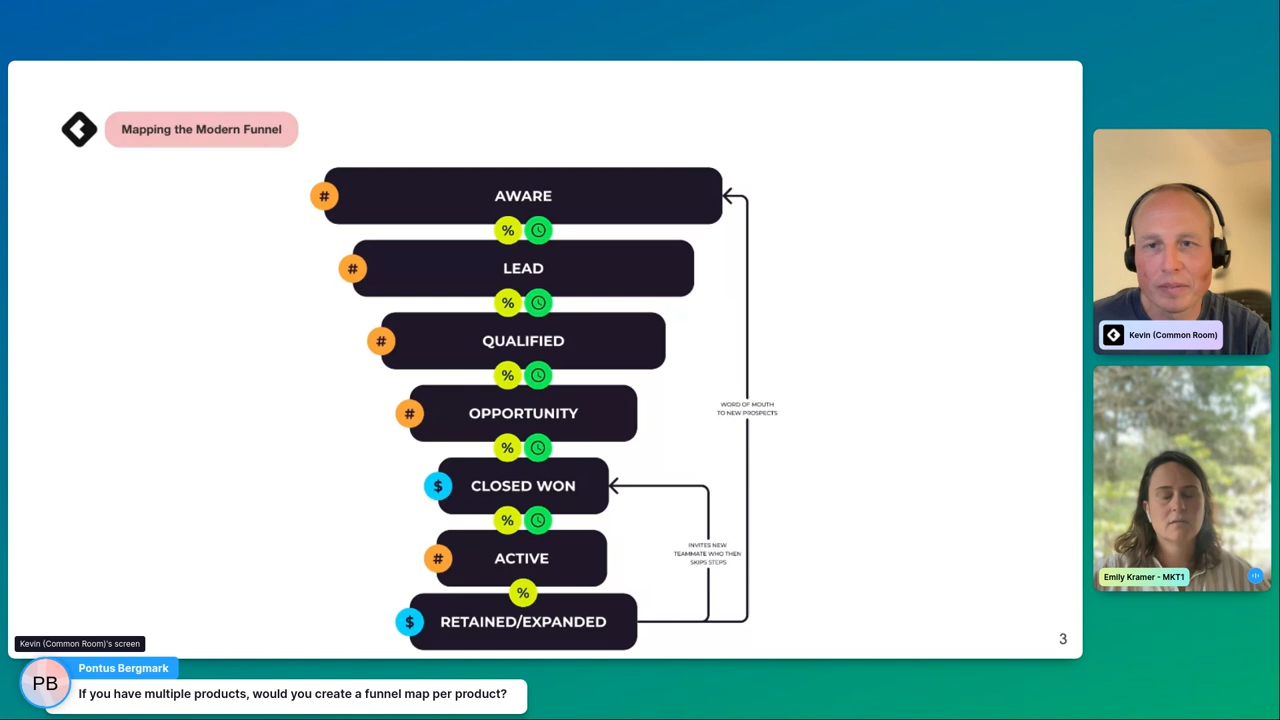 Mapping the Modern Funnel
# AWARE
%
# LEAD
%
# QUALIFIED
%
# OPPORTUNITY
%
$ CLOSED WON
%
# ACTIVE
%
$ RETAINED/EXPANDED
WORD OF MOUTH
TO NEW PROSPECTS
INVITES NEW
TEAMMATE WHO THEN
SKIPS STEPS
3
Kevin (Common Room)
Emily Kramer - MKT1
Kevin (Common Room)'s screen
PB
Pontus Bergmark
If you have multiple products, would you create a funnel map per product?